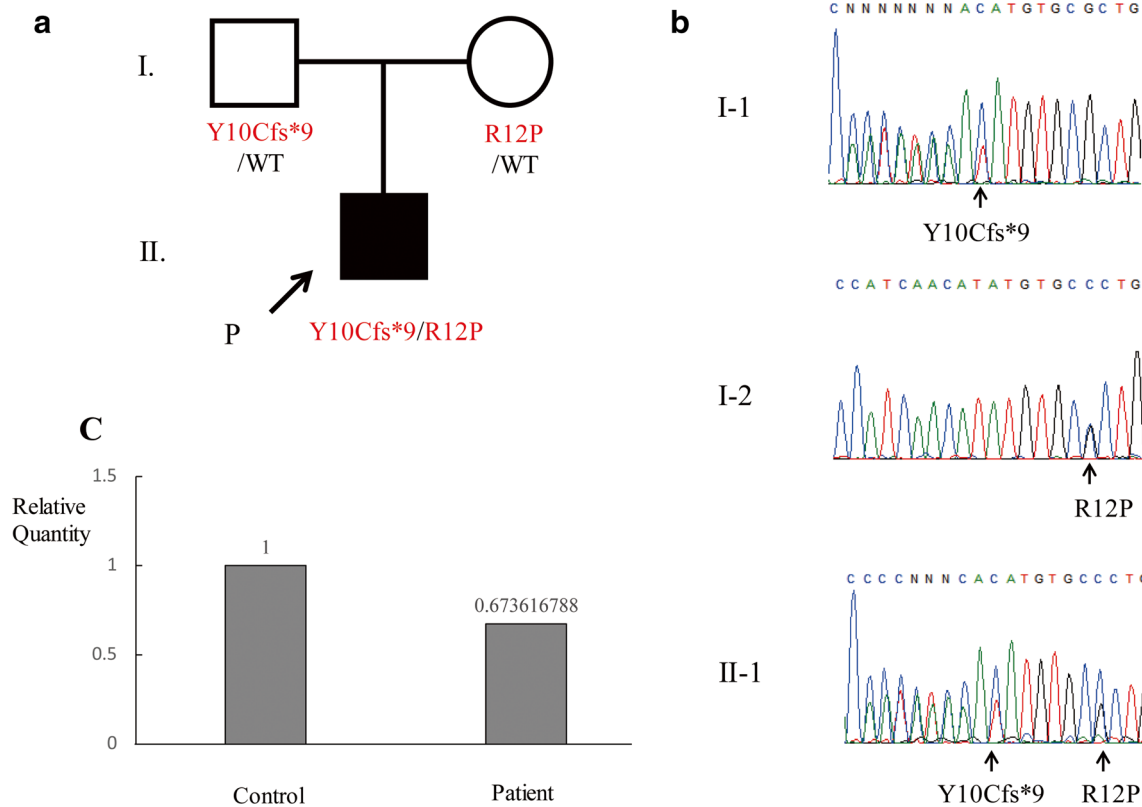 a
I.
Y10Cfs*9
/WT
R12P
/WT
II.
P
Y10Cfs*9/R12P
b
C N N N N N N N A C A T G T G C G C T G
I-1
Y10Cfs*9
C C A T C A A C A T A T G T G C C C T G
I-2
R12P
C C C C N N N C A C A T G T G C C C T G
II-1
Y10Cfs*9 R12P
C
Relative
Quantity
1.5
1
0.5
0
1
0.673616788
Control
Patient